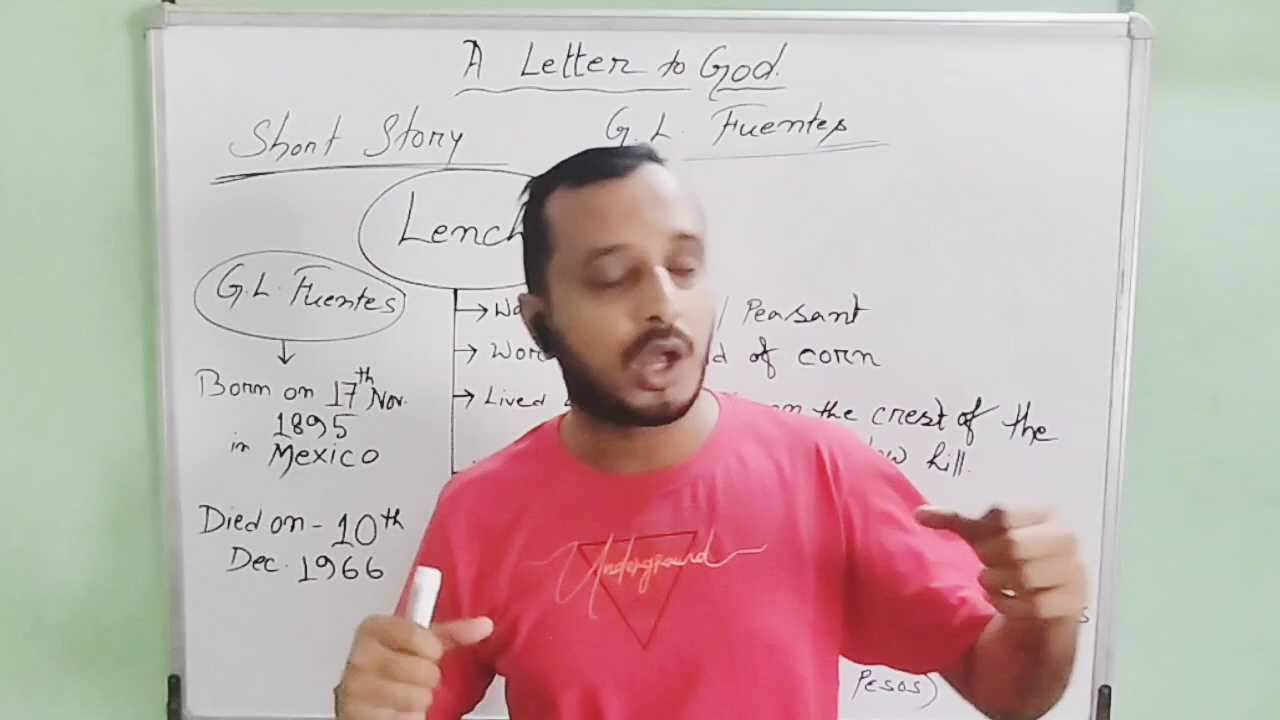 A Letter to God.
Short Story
G. L. Fuentes
Lench
G.L. Fuentes
Born on 17th Nov.
1895
in Mexico
Died on - 10th
Dec. 1966
/ Peasant
of corn
Lived
the crest of the
hill.
Pesos)
Underground